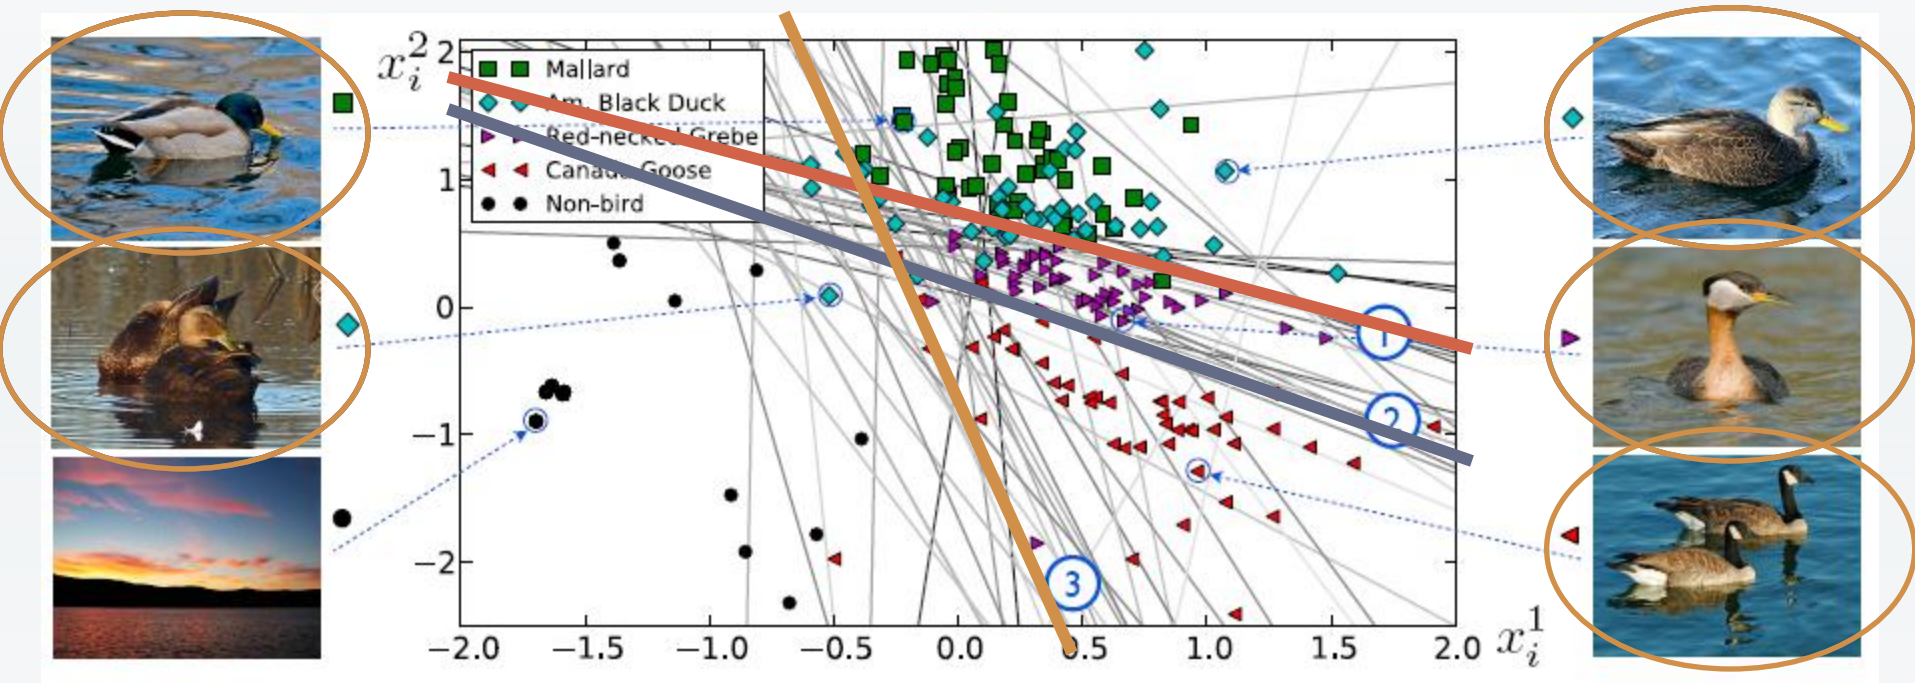 x_i^2
2
1
0
−1
−2
Mallard
Am. Black Duck
Red-necked Grebe
Canada Goose
Non-bird
1
2
3
−2.0 −1.5 −1.0 −0.5 0.0 0.5 1.0 1.5 2.0
x_i^1